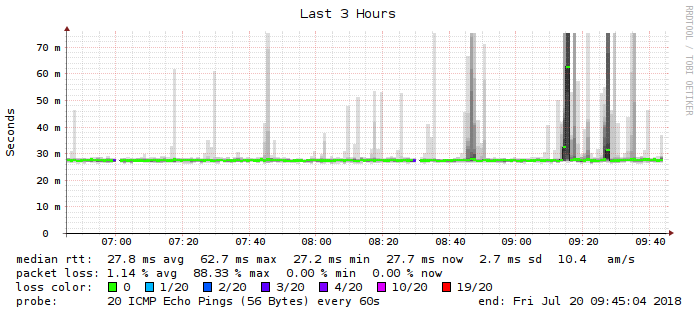 Last 3 Hours
RRDTOOL / TOBI OETIKER
Seconds
70 m
60 m
50 m
40 m
30 m
20 m
10 m
0
07:00 07:20 07:40 08:00 08:20 08:40 09:00 09:20 09:40
median rtt: 27.8 ms avg 62.7 ms max 27.2 ms min 27.7 ms now 2.7 ms sd 10.4 am/s
packet loss: 1.14 % avg 88.33 % max 0.00 % min 0.00 % now
loss color: 0 1/20 2/20 3/20 4/20 10/20 19/20
probe: 20 ICMP Echo Pings (56 Bytes) every 60s end: Fri Jul 20 09:45:04 2018